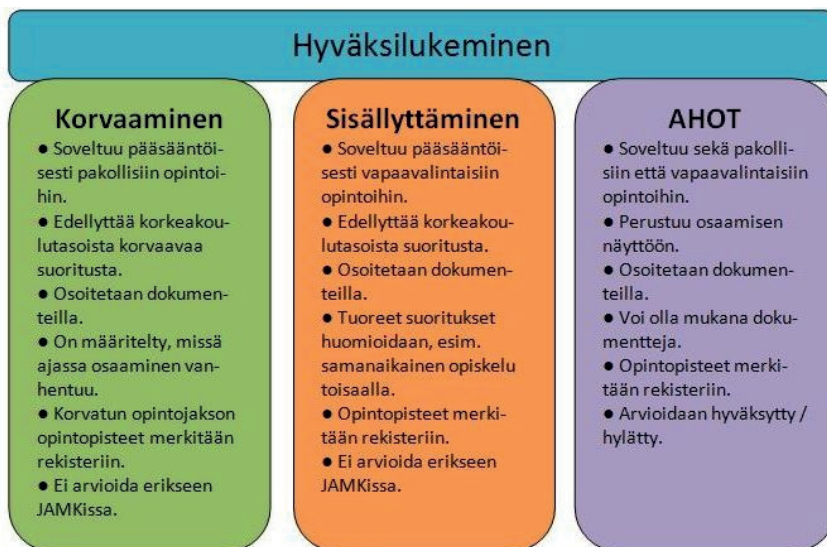 Hyväksilukeminen
Korvaaminen
● Soveltuu pääsääntöi-
sesti pakollisiin opintoi-
hin.
● Edellyttää korkeakou-
lutasoista korvaavaa
suoritusta.
● Osoitetaan dokumen-
teilla.
● On määritelty, missä
ajassa osaaminen van-
hentuu.
● Korvatun opintojakson
opintopisteet merkitään
rekisteriin.
● Ei arvioida erikseen
JAMKissa.
Sisällyttäminen
● Soveltuu pääsääntöi-
sesti vapaavalintaisiin
opintoihin.
● Edellyttää korkeakou-
lutasoista suoritusta.
● Osoitetaan dokumen-
teilla.
● Tuoreet suoritukset
huomioidaan, esim.
samanaikainen opiskelu
toisaalla.
● Opintopisteet merki-
tään rekisteriin.
● Ei arvioida erikseen
JAMKissa.
AHOT
● Soveltuu sekä pakolli-
siin että vapaavalintaisiin
opintoihin.
● Perustuu osaamisen
näyttöön.
● Osoitetaan dokumen-
teilla.
● Voi olla mukana doku-
mentteja.
● Opintopisteet merki-
tään rekisteriin.
● Arvioidaan hyväksytty /
hylätty.